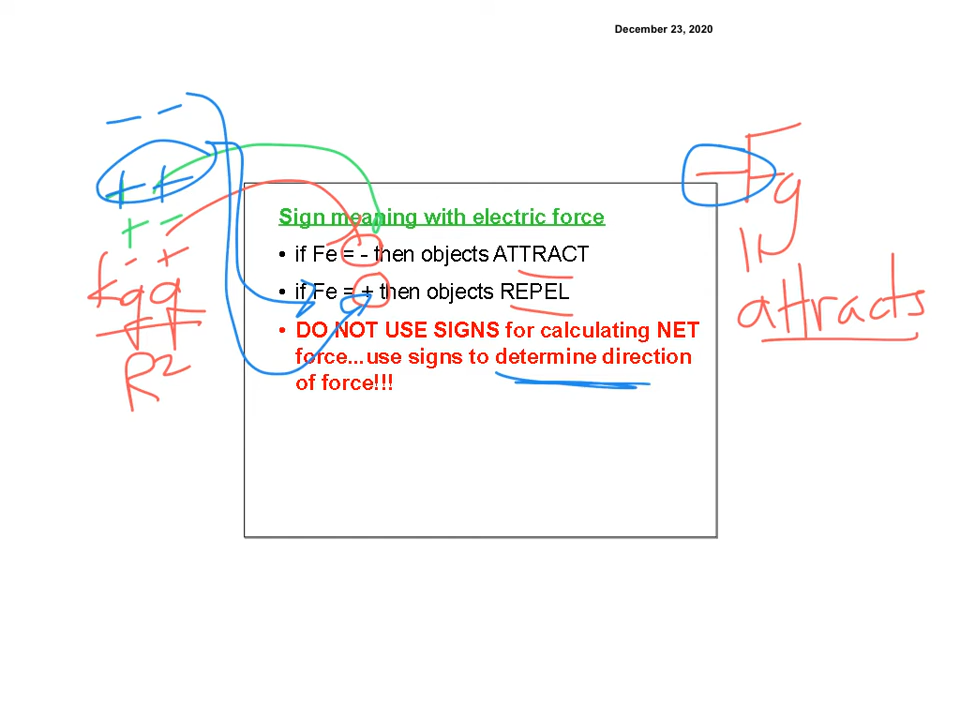 December 23, 2020
− −
+ +
+ −
- +
kqq
R²
Sign meaning with electric force
• if Fe = - then objects ATTRACT
• if Fe = + then objects REPEL
• DO NOT USE SIGNS for calculating NET
force...use signs to determine direction
of force!!!
−Fg
attracts